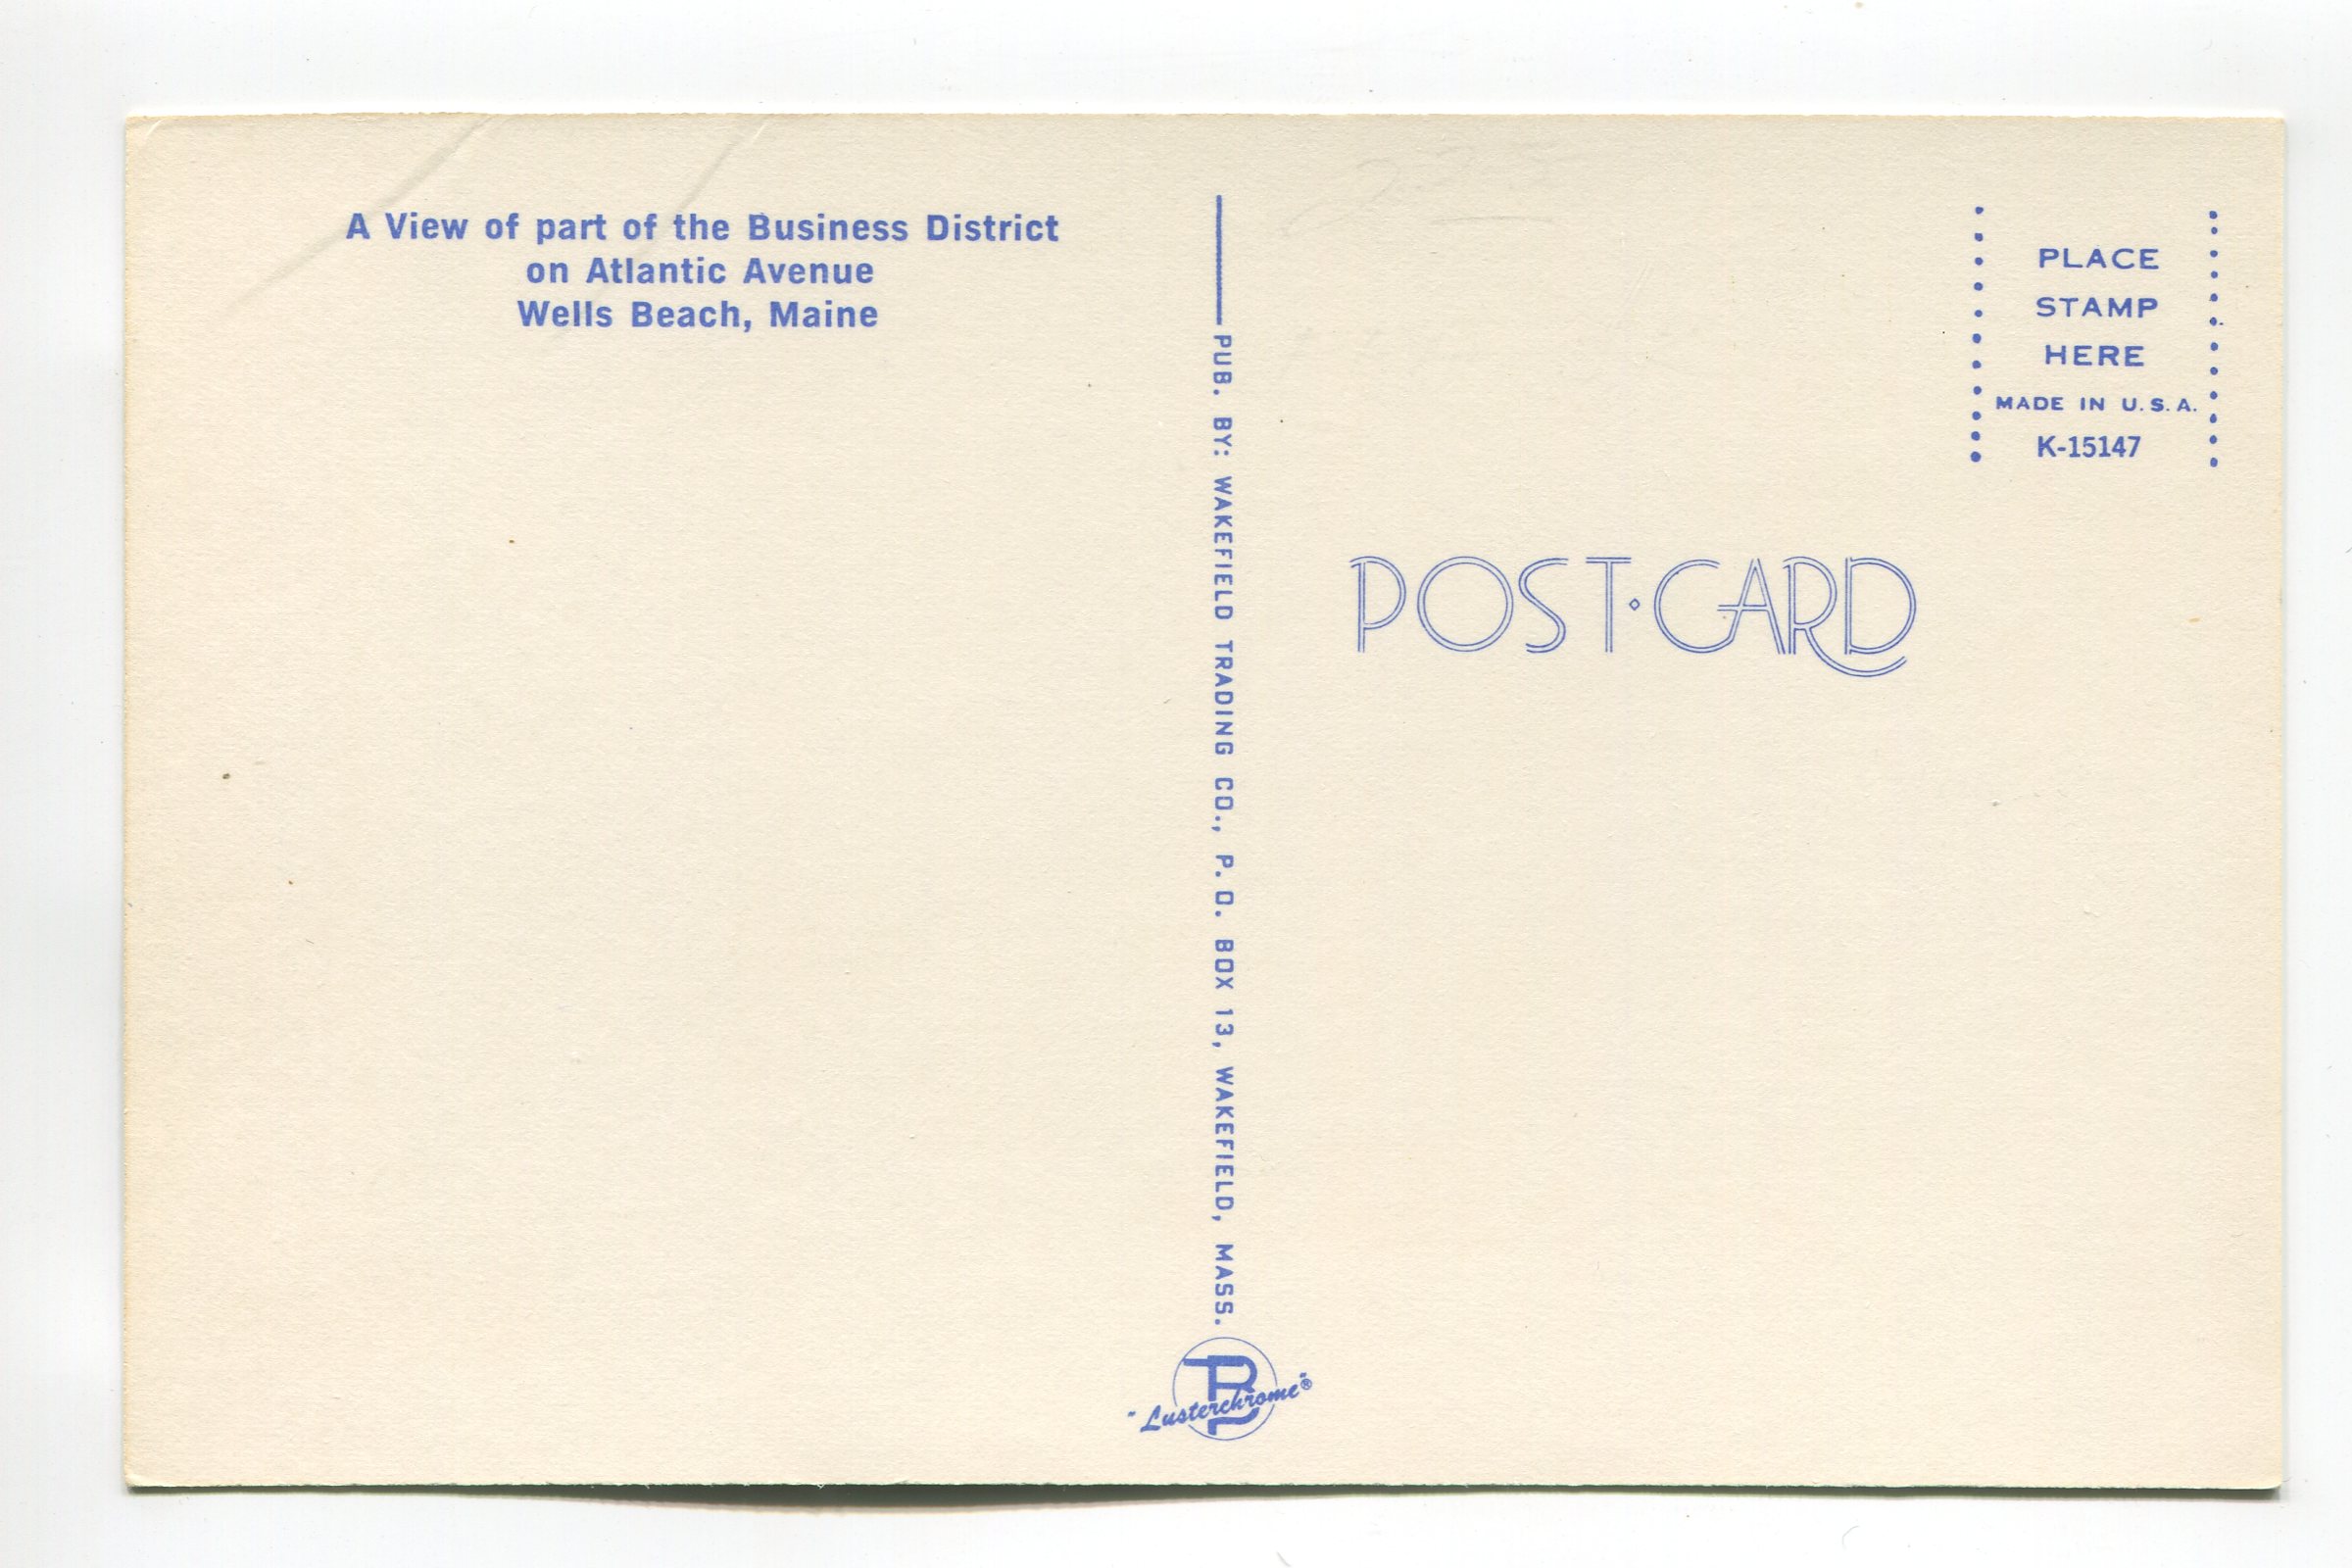 A View of part of the Business District
on Atlantic Avenue
Wells Beach, Maine
PUB. BY: WAKEFIELD TRADING CO., P.O. BOX 13, WAKEFIELD, MASS.
"Lusterchrome"®
PLACE
STAMP
HERE
MADE IN U.S.A.
K-15147
POST·CARD